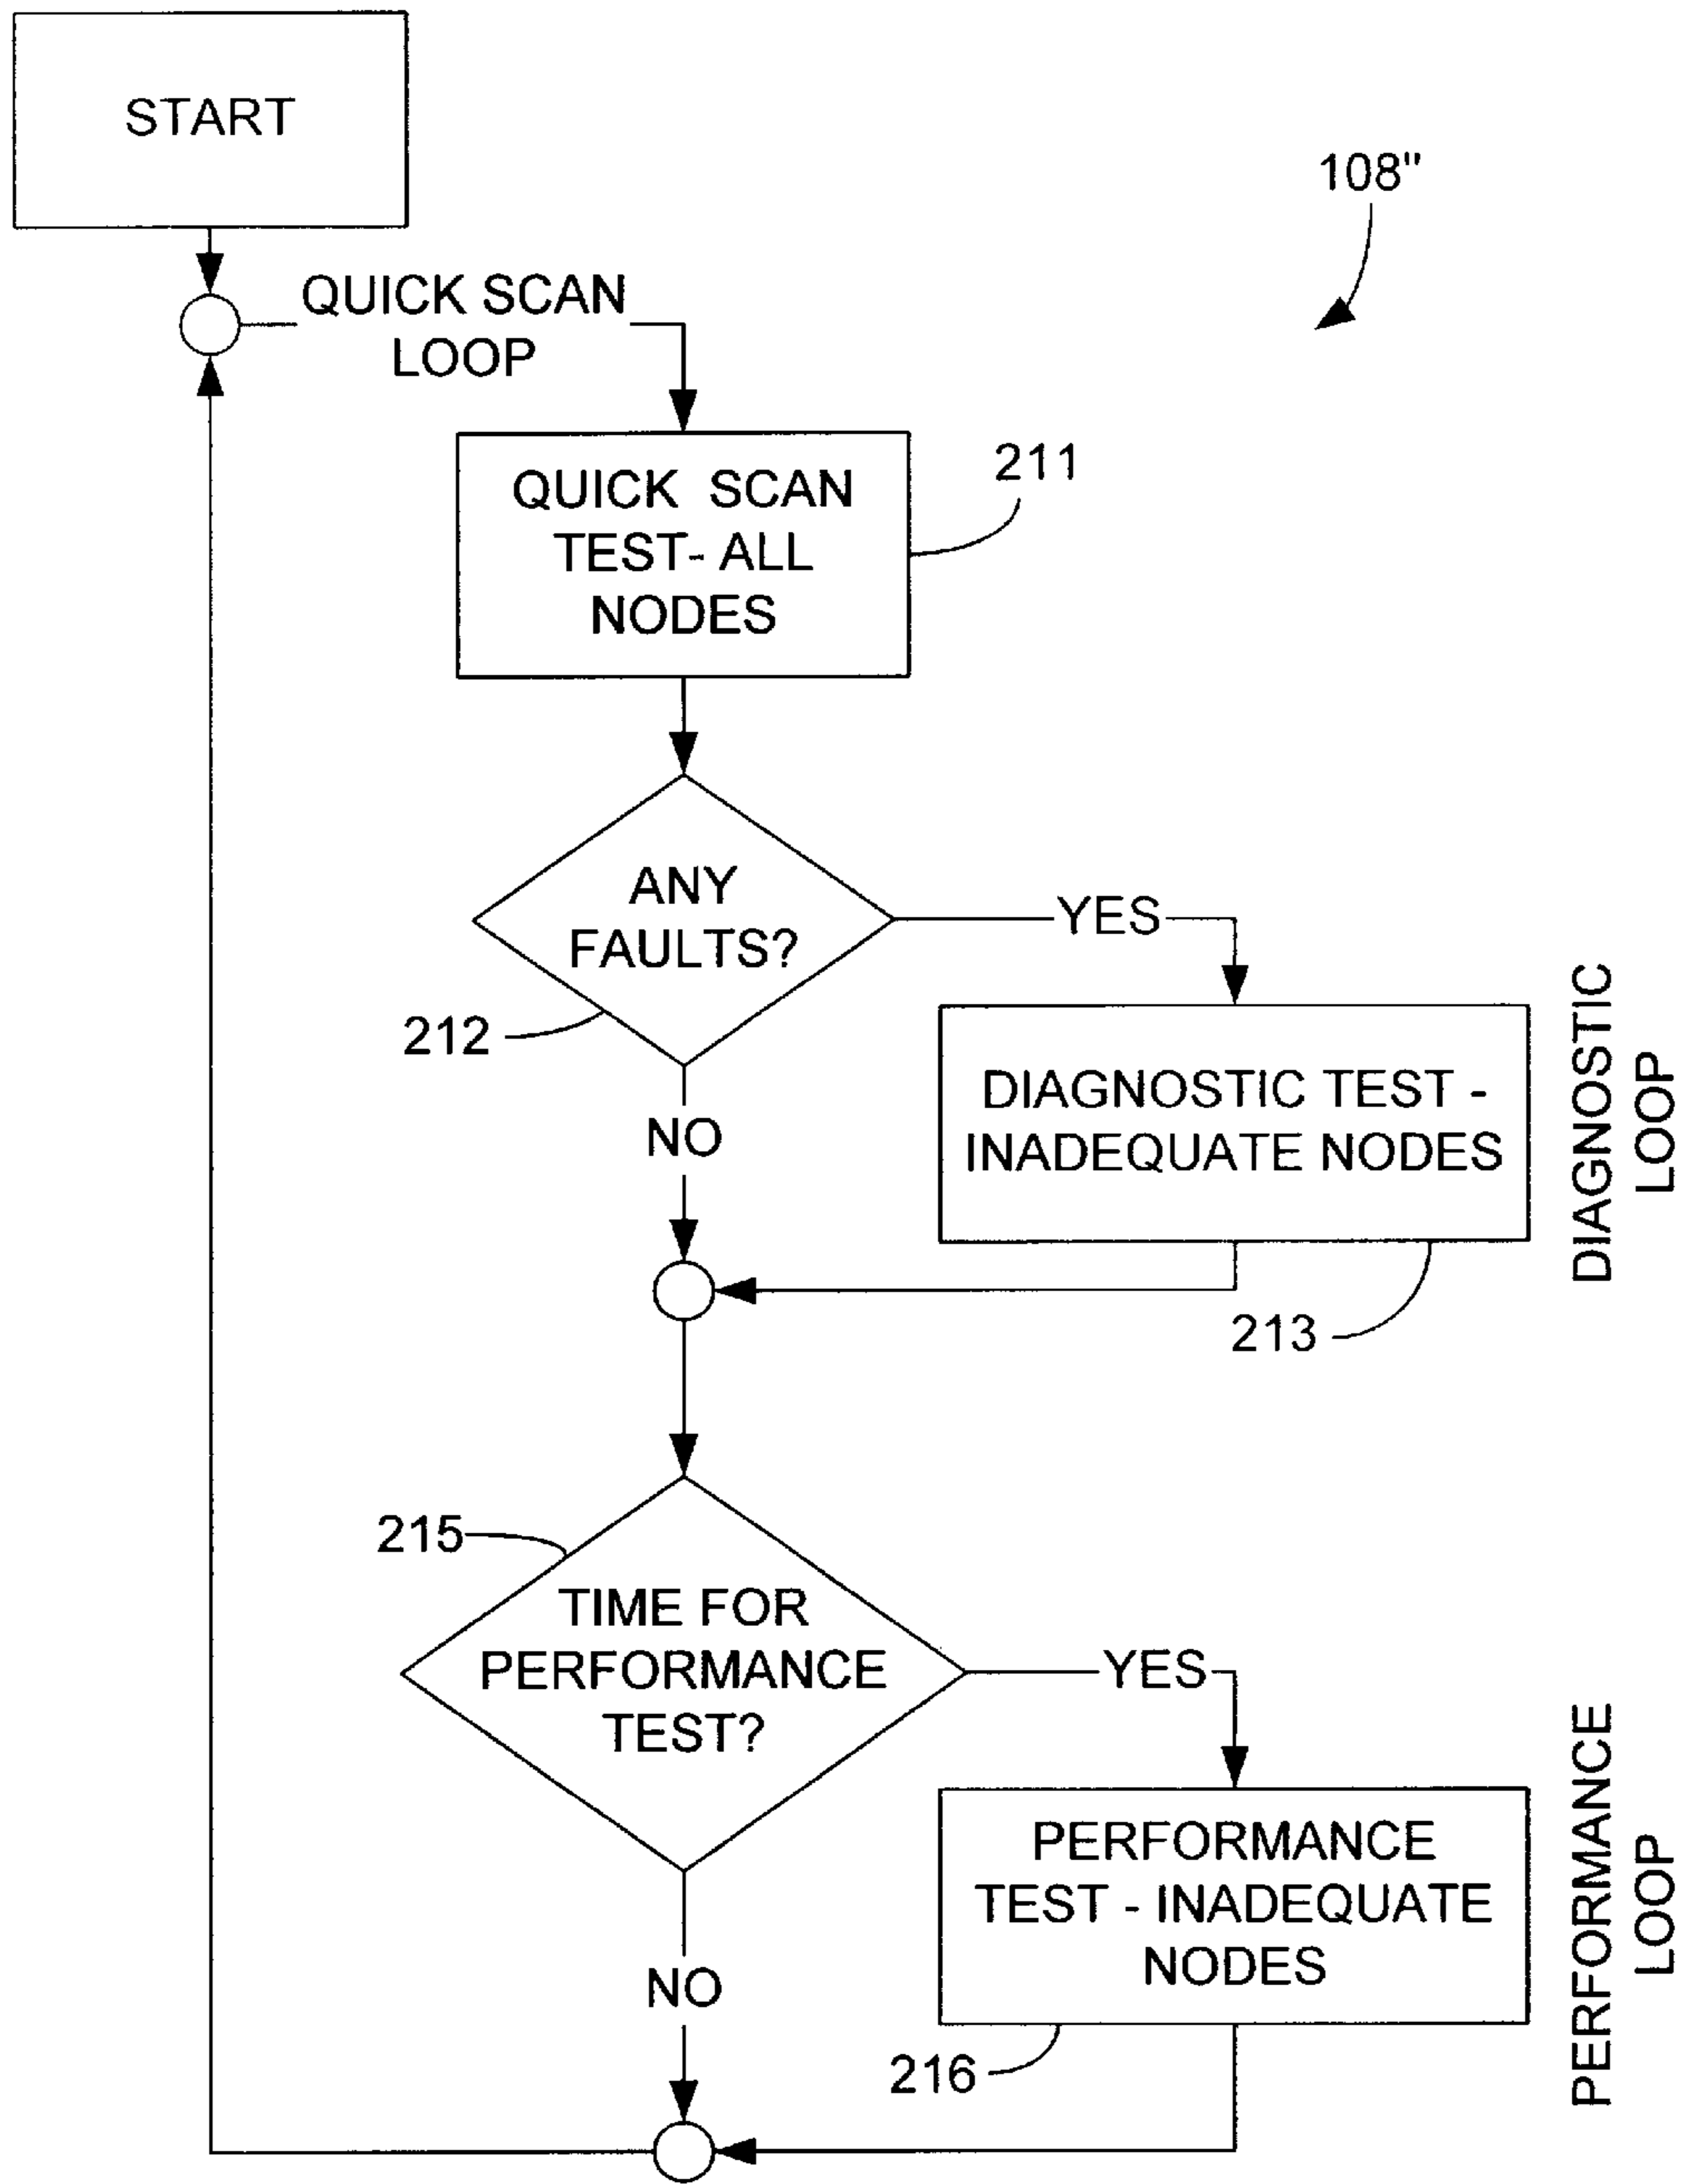 START
108"
QUICK SCAN
LOOP
QUICK SCAN
TEST- ALL
NODES
211
ANY
FAULTS?
YES
212
NO
DIAGNOSTIC TEST -
INADEQUATE NODES
DIAGNOSTIC
LOOP
213
215
TIME FOR
PERFORMANCE
TEST?
YES
NO
PERFORMANCE
TEST - INADEQUATE
NODES
PERFORMANCE
LOOP
216